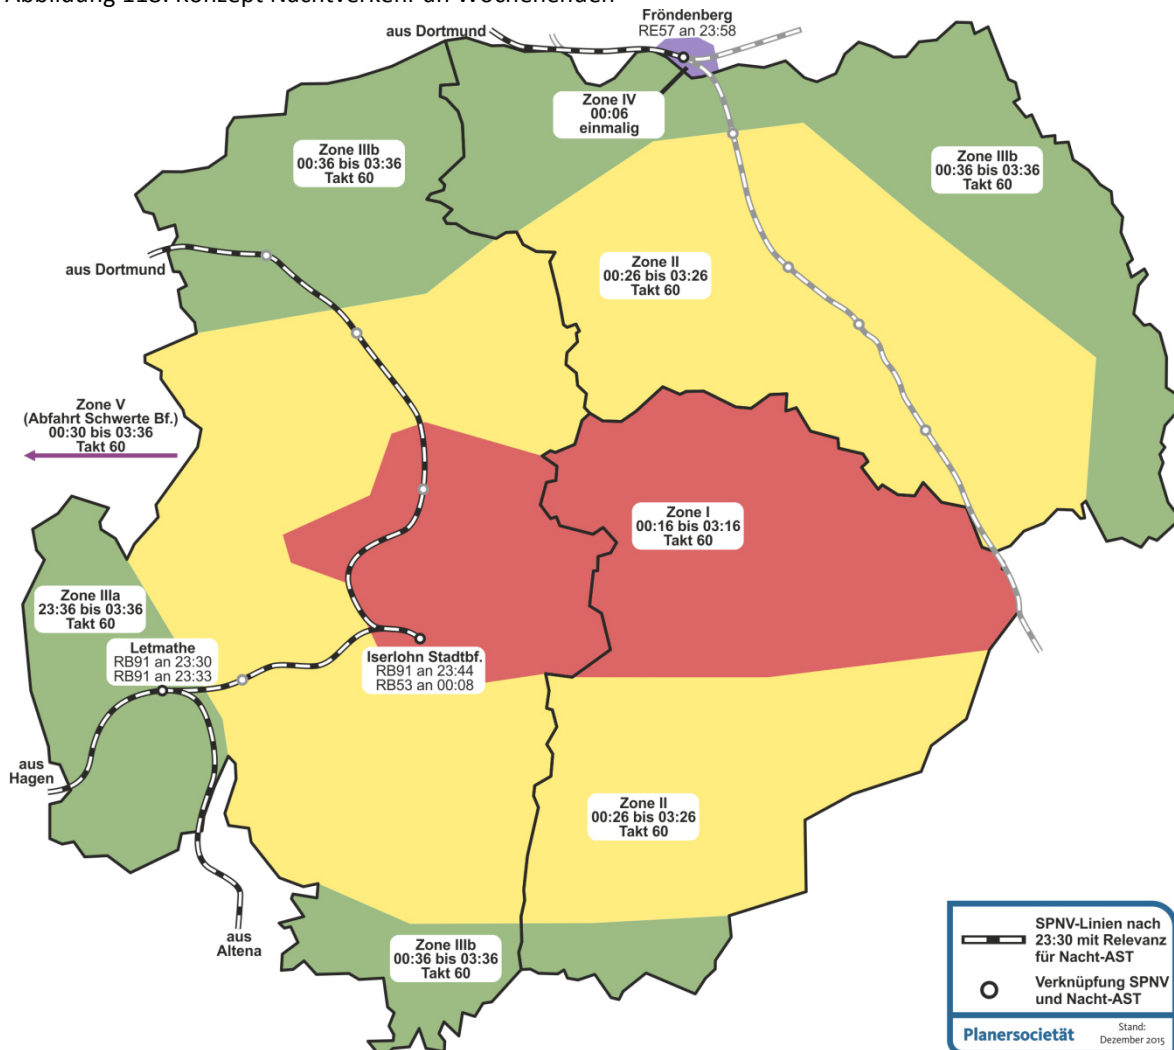 Abbildung 113: Konzept Nachtverkehr an Wochenenden
Fröndenberg
RE57 an 23:58
aus Dortmund
Zone IV
00:06
einmalig
Zone IIIb
00:36 bis 03:36
Takt 60
Zone IIIb
00:36 bis 03:36
Takt 60
aus Dortmund
Zone II
00:26 bis 03:26
Takt 60
Zone V
(Abfahrt Schwerte Bf.)
00:30 bis 03:36
Takt 60
Zone I
00:16 bis 03:16
Takt 60
Zone IIIa
23:36 bis 03:36
Takt 60
Letmathe
RB91 an 23:30
RB91 an 23:33
Iserlohn Stadtbf.
RB91 an 23:44
RB53 an 00:08
aus
Hagen
Zone II
00:26 bis 03:26
Takt 60
aus
Altena
Zone IIIb
00:36 bis 03:36
Takt 60
SPNV-Linien nach
23:30 mit Relevanz
für Nacht-AST
Verknüpfung SPNV
und Nacht-AST
Planersocietät
Stand:
Dezember 2015